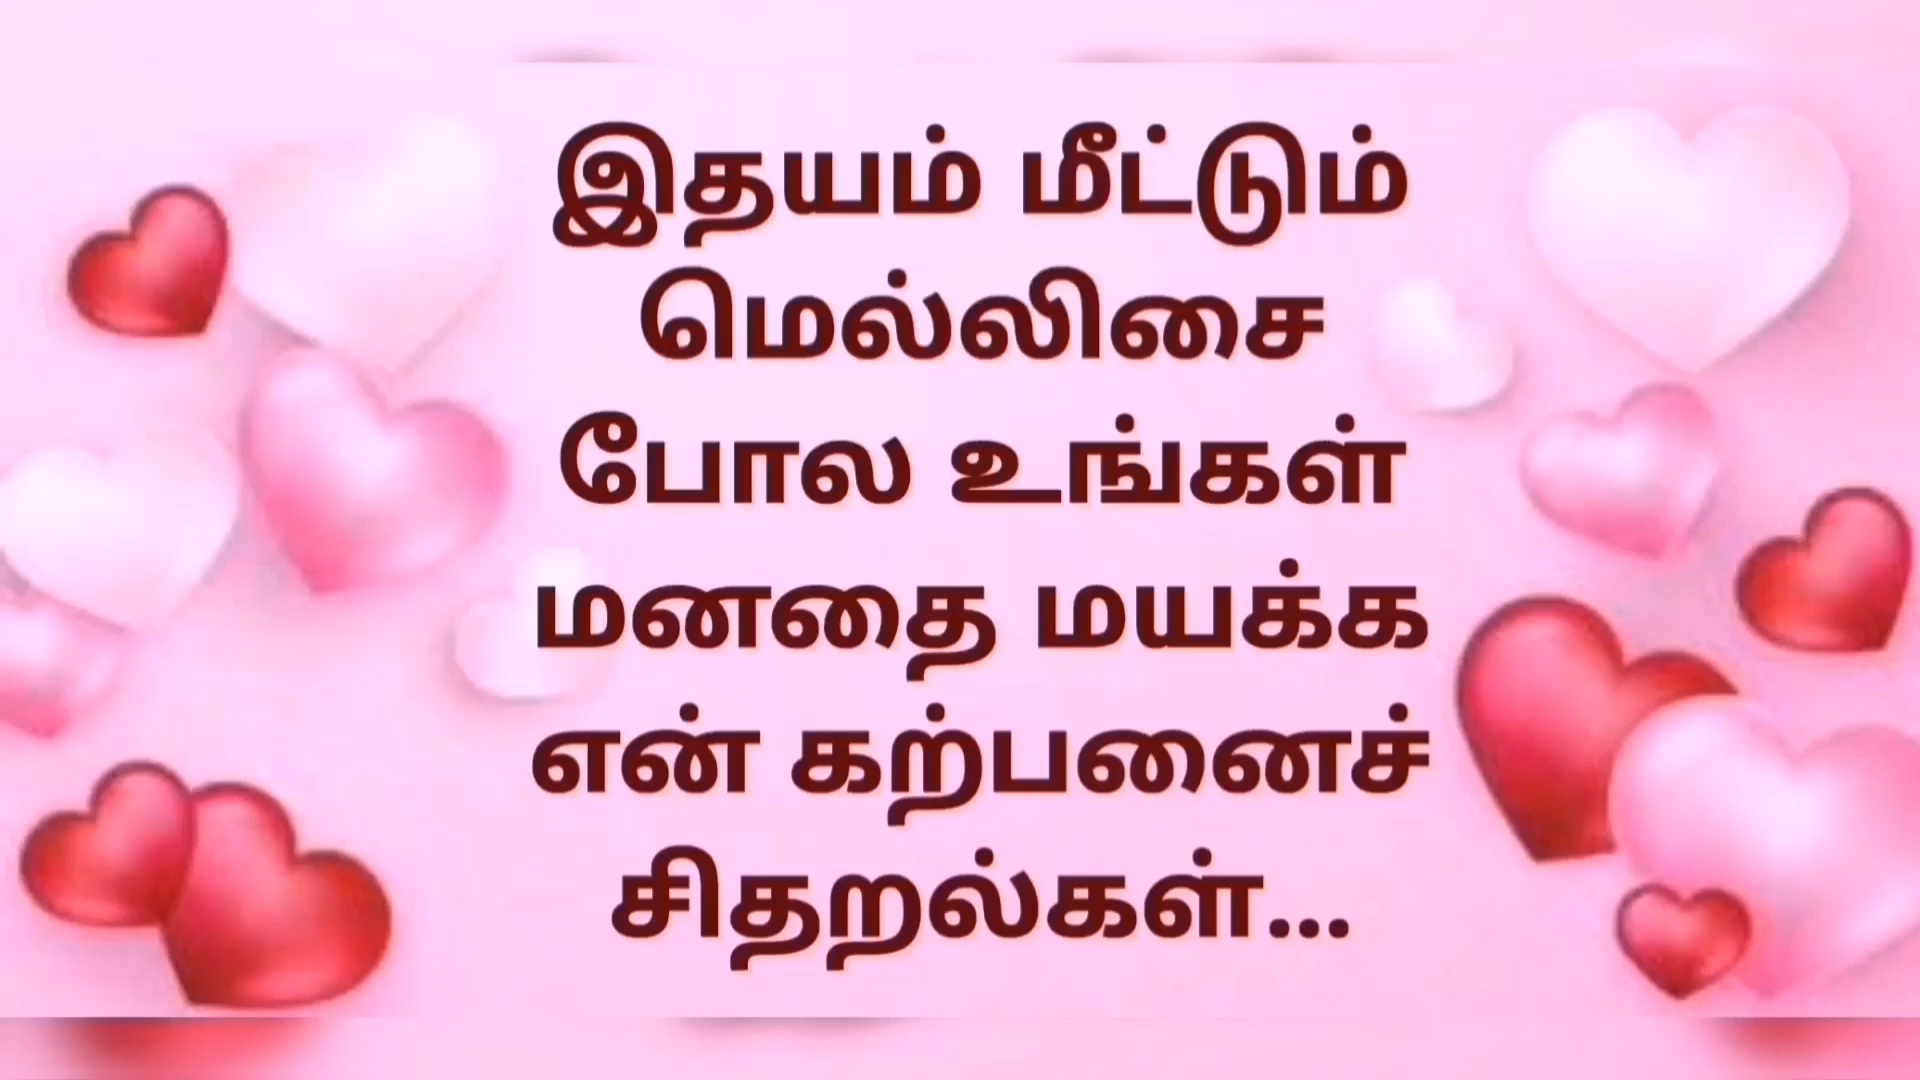 இதயம் மீட்டும்
மெல்லிசை
போல உங்கள்
மனதை மயக்க
என் கற்பனைச்
சிதறல்கள்...